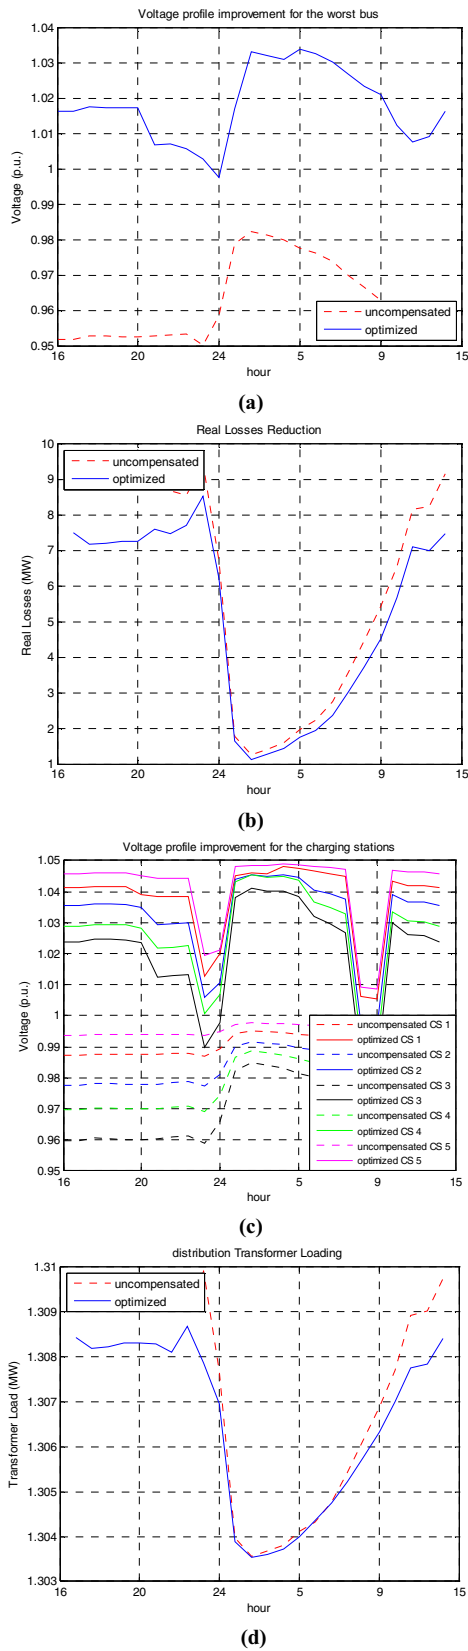 Voltage profile improvement for the worst bus
1.04
1.03
1.02
1.01
1
0.99
0.98
0.97
0.96
0.95
Voltage (p.u.)
uncompensated
optimized
16 20 24 5 9 15
hour
(a)
Real Losses Reduction
10
9
8
7
6
5
4
3
2
1
Real Losses (MW)
uncompensated
optimized
16 20 24 5 9 15
hour
(b)
Voltage profile improvement for the charging stations
1.05
1.04
1.03
1.02
1.01
1
0.99
0.98
0.97
0.96
0.95
Voltage (p.u.)
uncompensated CS 1
optimized CS 1
uncompensated CS 2
optimized CS 2
uncompensated CS 3
optimized CS 3
uncompensated CS 4
optimized CS 4
uncompensated CS 5
optimized CS 5
16 20 24 5 9 15
hour
(c)
distribution Transformer Loading
1.31
1.309
1.308
1.307
1.306
1.305
1.304
1.303
Transformer Load (MW)
uncompensated
optimized
16 20 24 5 9 15
hour
(d)